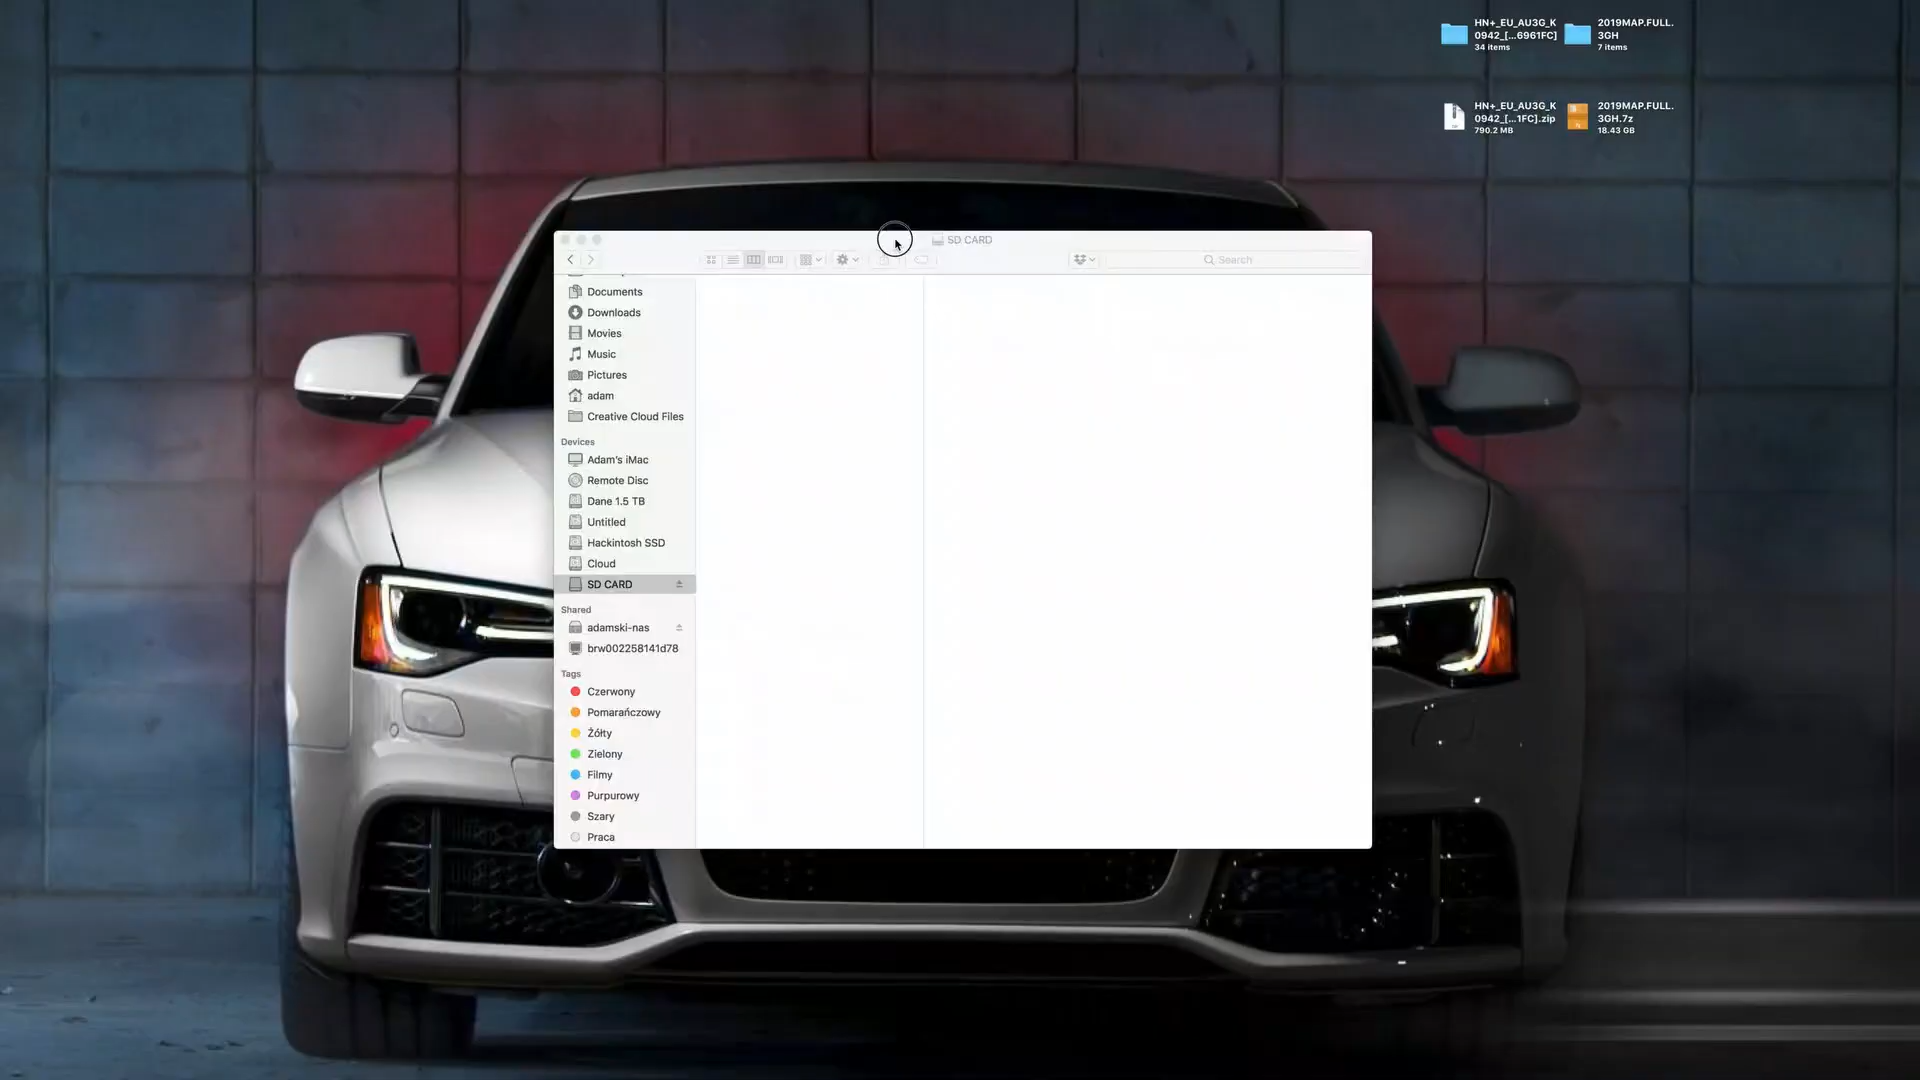 HN+_EU_AU3G_K
0942_[...6961FC]
34 items
2019MAP.FULL.
3GH
7 items
HN+_EU_AU3G_K
0942_[...1FC].zip
790.2 MB
2019MAP.FULL.
3GH.7z
18.43 GB
SD CARD
Search
Documents
Downloads
Movies
Music
Pictures
adam
Creative Cloud Files
Devices
Adam's iMac
Remote Disc
Dane 1.5 TB
Untitled
Hackintosh SSD
Cloud
SD CARD
Shared
adamski-nas
brw002258141d78
Tags
Czerwony
Pomarańczowy
Żółty
Zielony
Filmy
Purpurowy
Szary
Praca